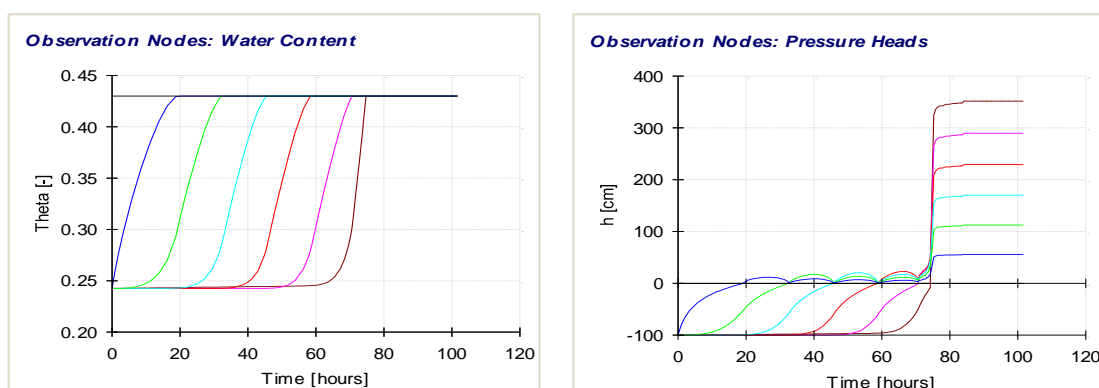 Observation Nodes: Water Content
0.45
0.40
0.35
0.30
0.25
0.20
Theta [-]
0 20 40 60 80 100 120
Time [hours]
Observation Nodes: Pressure Heads
400
300
200
100
0
-100
h [cm]
0 20 40 60 80 100 120
Time [hours]